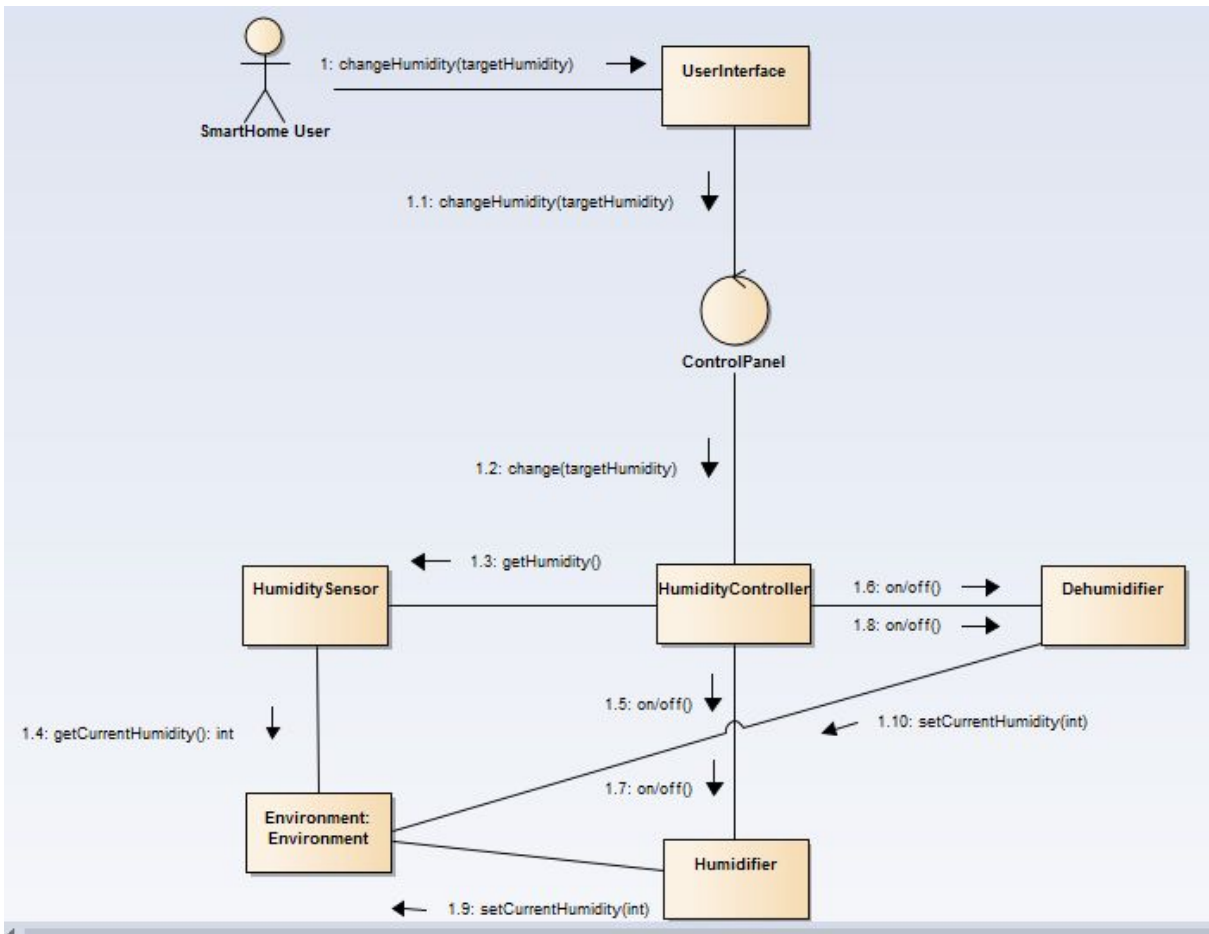 1: changeHumidity(targetHumidity)
UserInterface
SmartHome User
1.1: changeHumidity(targetHumidity)
ControlPanel
1.2: change(targetHumidity)
1.3: getHumidity()
HumiditySensor
HumidityController
1.6: on/off()
Dehumidifier
1.8: on/off()
1.5: on/off()
1.10: setCurrentHumidity(int)
1.4: getCurrentHumidity(): int
1.7: on/off()
Environment:
Environment
Humidifier
1.9: setCurrentHumidity(int)